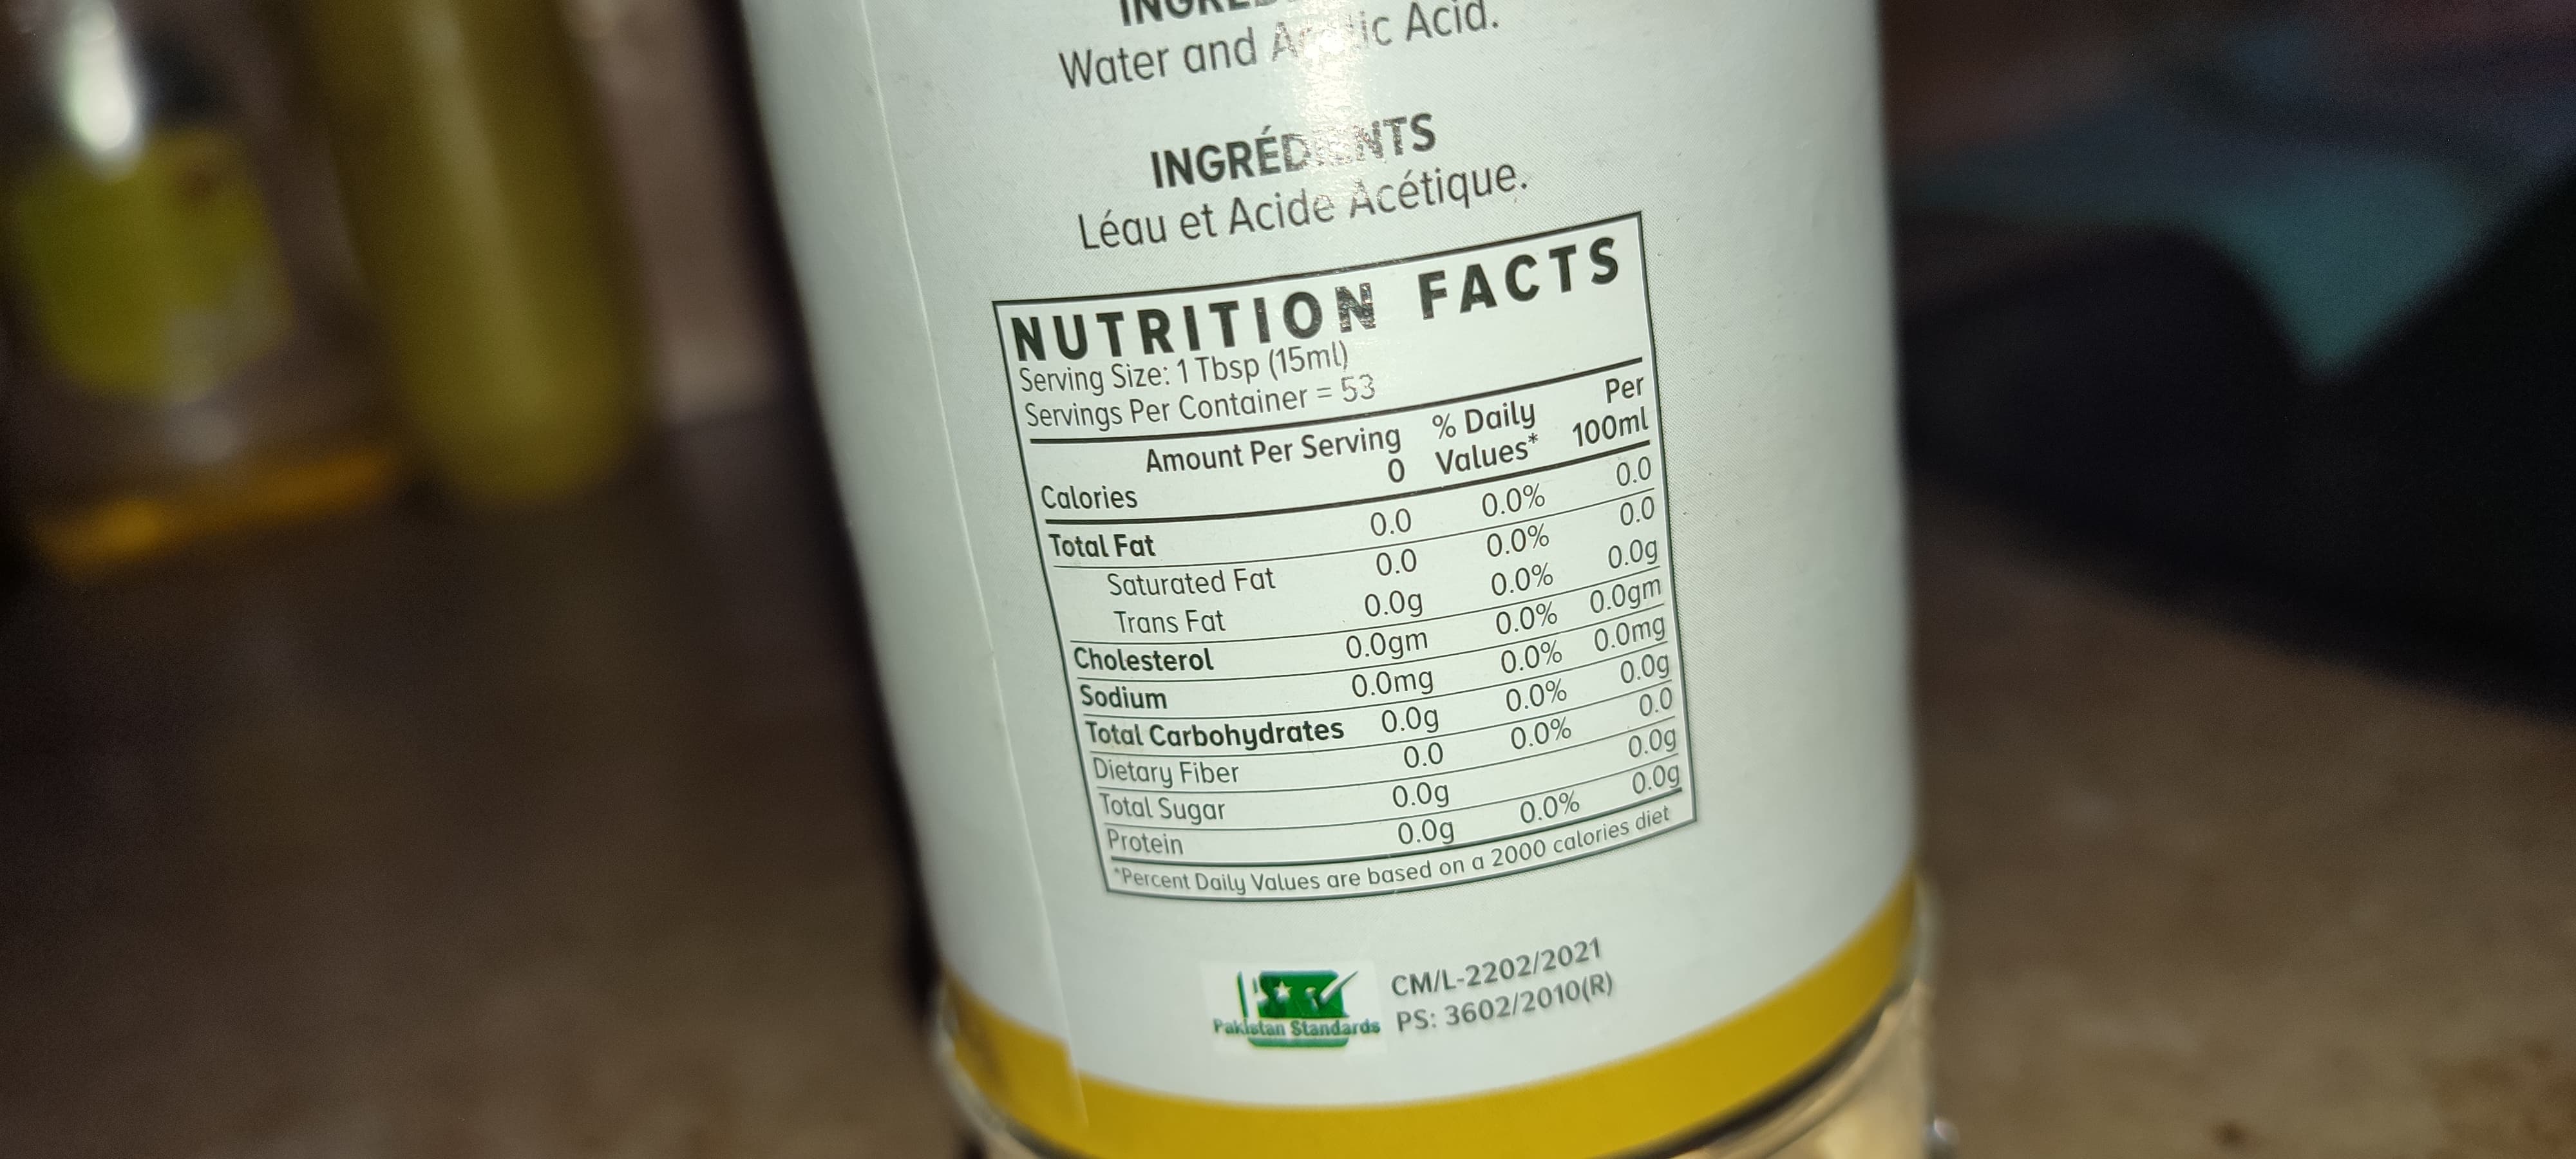 Water and Acetic Acid.
INGRÉDIENTS
Léau et Acide Acétique.
NUTRITION FACTS
Serving Size: 1 Tbsp (15ml)
Servings Per Container = 53
Amount Per Serving % Daily Values* Per 100ml
Calories 0
Total Fat 0.0 0.0% 0.0
Saturated Fat 0.0 0.0% 0.0
Trans Fat 0.0g 0.0% 0.0g
Cholesterol 0.0gm 0.0% 0.0gm
Sodium 0.0mg 0.0% 0.0mg
Total Carbohydrates 0.0g 0.0% 0.0g
Dietary Fiber 0.0 0.0% 0.0
Total Sugar 0.0g 0.0g
Protein 0.0g 0.0% 0.0g
*Percent Daily Values are based on a 2000 calories diet
Pakistan Standards
CM/L-2202/2021
PS: 3602/2010(R)